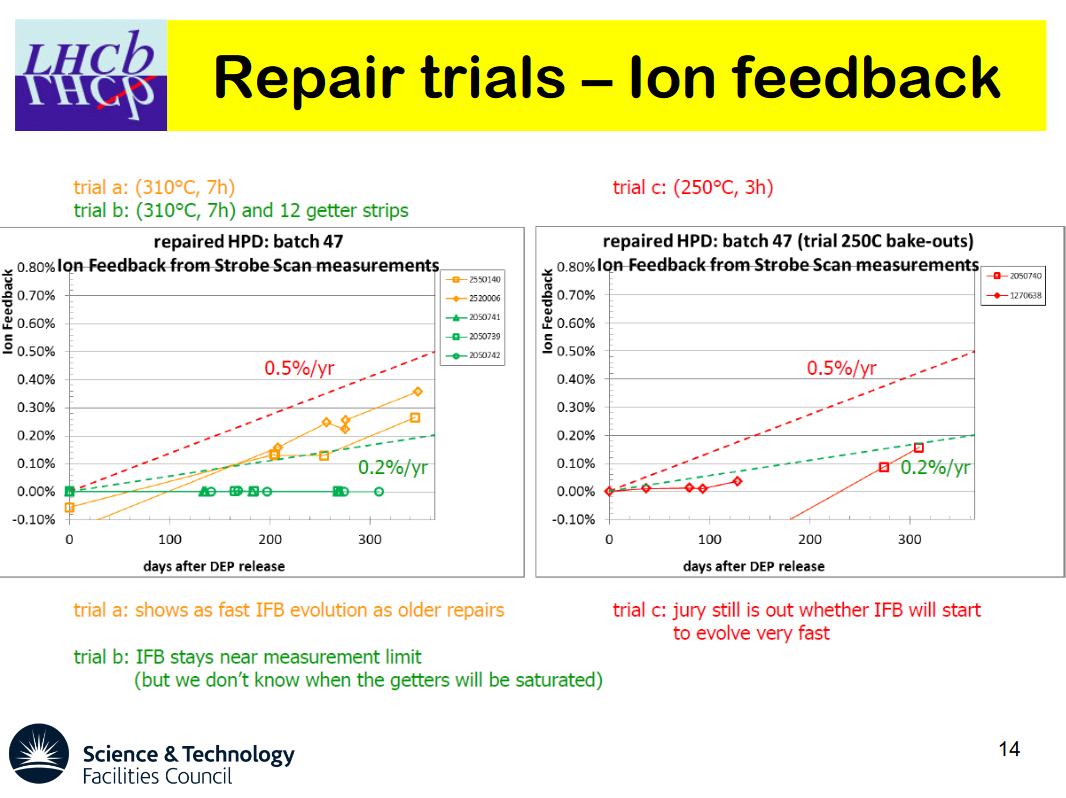 LHCb
LHCb
Repair trials – Ion feedback
trial a: (310°C, 7h)
trial b: (310°C, 7h) and 12 getter strips
trial c: (250°C, 3h)
repaired HPD: batch 47
Ion Feedback from Strobe Scan measurements
Ion Feedback
0.80%
0.70%
0.60%
0.50%
0.40%
0.30%
0.20%
0.10%
0.00%
-0.10%
0.5%/yr
0.2%/yr
2550140
2520006
2050741
2050739
2050742
0 100 200 300
days after DEP release
repaired HPD: batch 47 (trial 250C bake-outs)
Ion Feedback from Strobe Scan measurements
Ion Feedback
0.80%
0.70%
0.60%
0.50%
0.40%
0.30%
0.20%
0.10%
0.00%
-0.10%
0.5%/yr
0.2%/yr
2050740
1270638
0 100 200 300
days after DEP release
trial a: shows as fast IFB evolution as older repairs
trial b: IFB stays near measurement limit
(but we don't know when the getters will be saturated)
trial c: jury still is out whether IFB will start
to evolve very fast
Science & Technology
Facilities Council
14